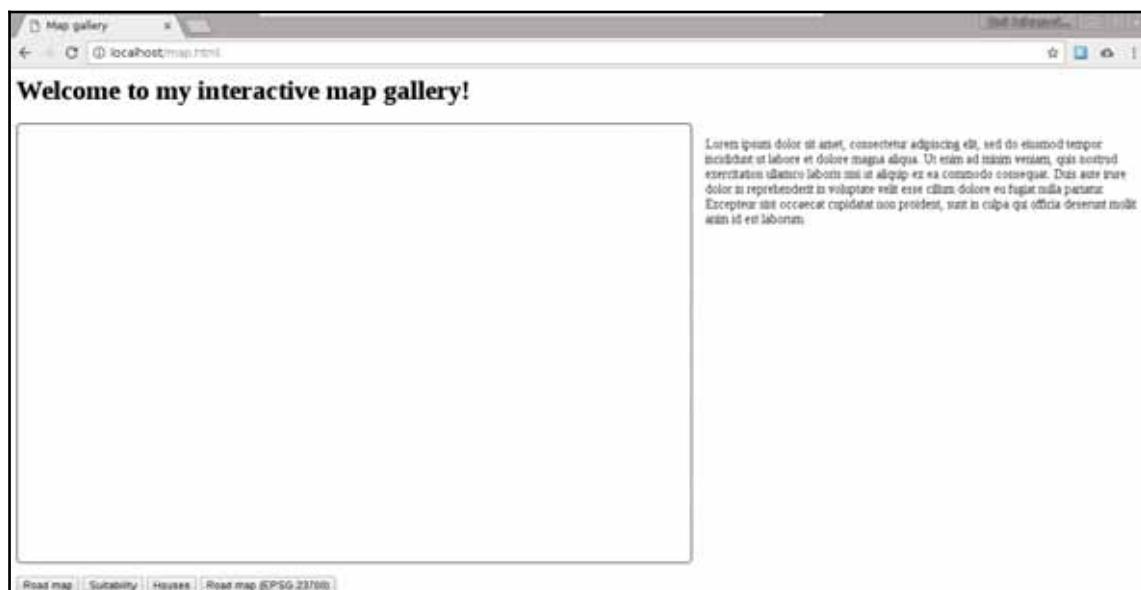 Map gallery
localhost/map.html
Welcome to my interactive map gallery!
Lorem ipsum dolor sit amet, consectetur adipiscing elit, sed do eiusmod tempor
incididunt ut labore et dolore magna aliqua. Ut enim ad minim veniam, quis nostrud
exercitation ullamco laboris nisi ut aliquip ex ea commodo consequat. Duis aute irure
dolor in reprehenderit in voluptate velit esse cillum dolore eu fugiat nulla pariatur.
Excepteur sint occaecat cupidatat non proident, sunt in culpa qui officia deserunt mollit
anim id est laborum.
Road map Suitability Houses Road map (EPSG:23700)